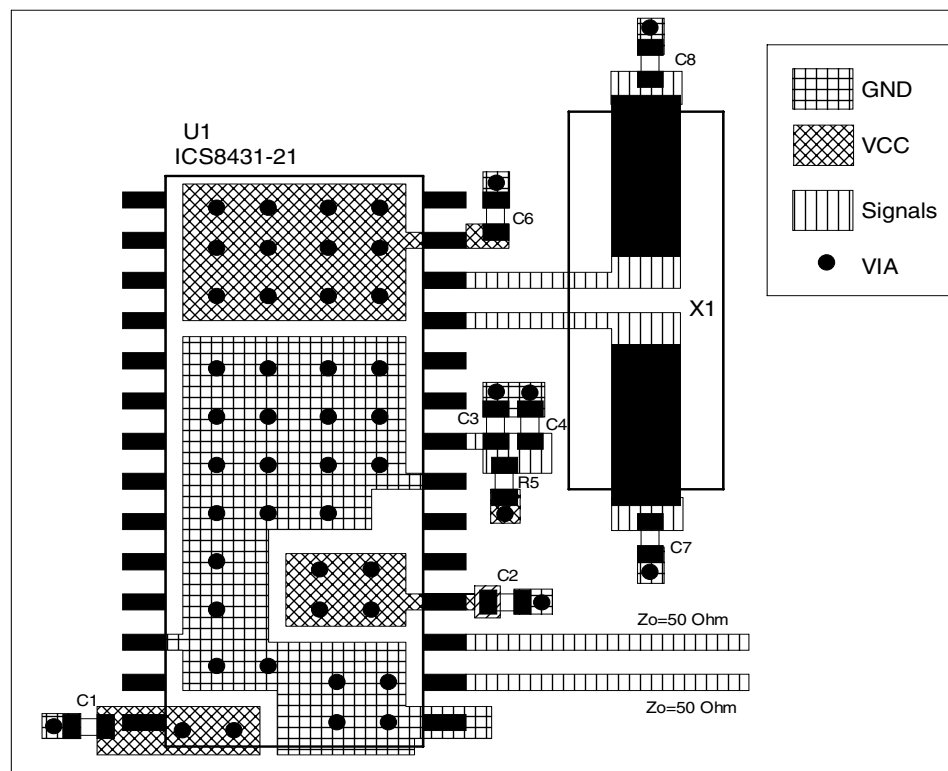 C8
GND
U1
ICS8431-21
VCC
C6
Signals
VIA
X1
C3
C4
R5
C7
C2
Zo=50 Ohm
C1
Zo=50 Ohm